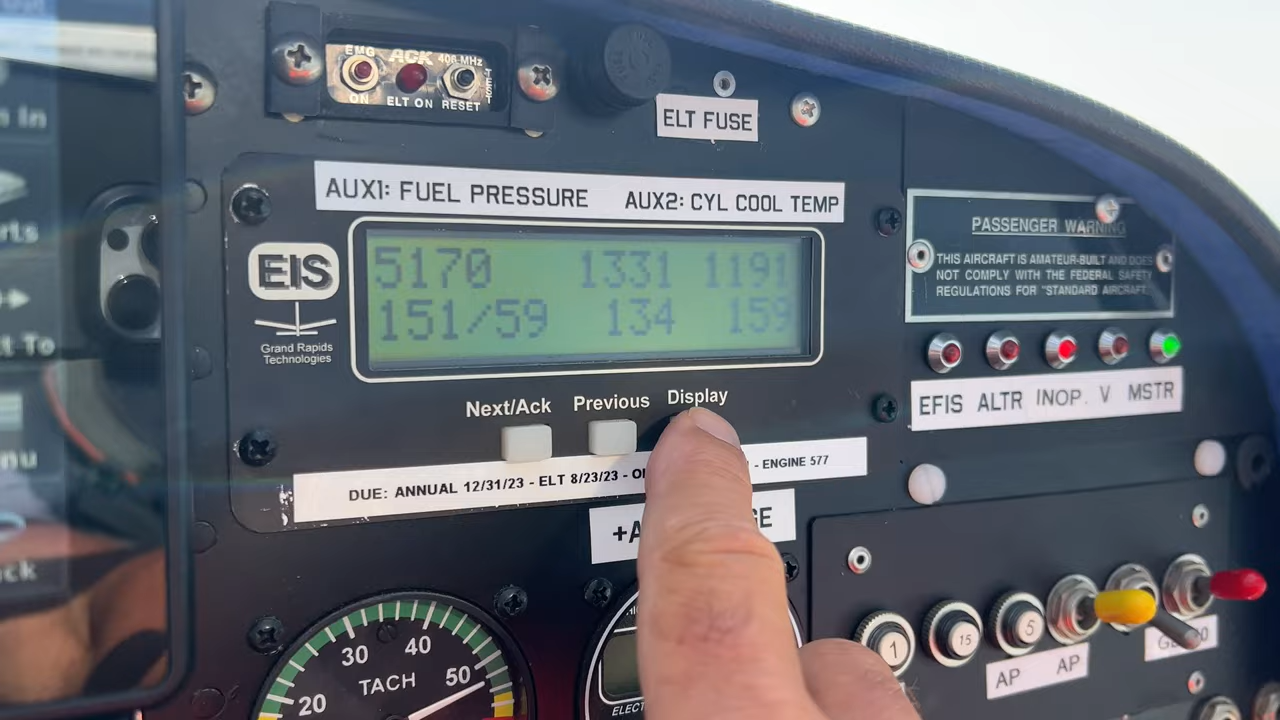 EMG ACK 406 MHz
ON ELT ON RESET
TEST
ELT FUSE
AUX1: FUEL PRESSURE AUX2: CYL COOL TEMP
EIS
Grand Rapids
Technologies
5170 1331 1191
151/59 134 159
Next/Ack Previous Display
DUE: ANNUAL 12/31/23 - ELT 8/23/23 - - ENGINE 577
PASSENGER WARNING
THIS AIRCRAFT IS AMATEUR-BUILT AND DOES
NOT COMPLY WITH THE FEDERAL SAFETY
REGULATIONS FOR "STANDARD AIRCRAFT
EFIS ALTR INOP. V MSTR
20 30 40 50
TACH
1 15 5
AP AP